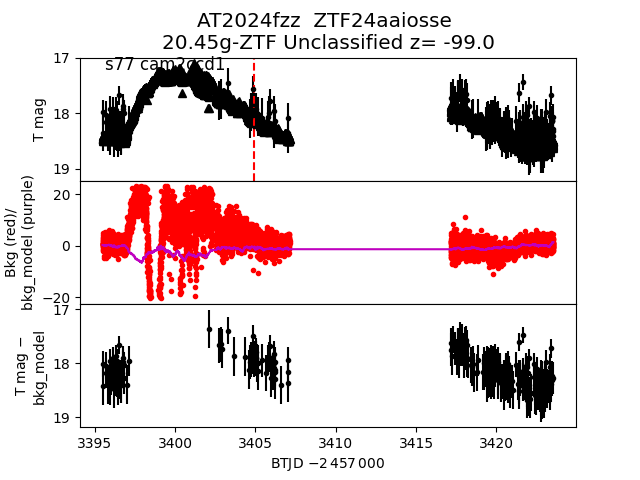 AT2024fzz  ZTF24aaiosse
20.45g-ZTF Unclassified z= -99.0
s77 cam2ccd1
17
18
19
T mag
20
0
−20
Bkg (red)/
bkg_model (purple)
17
18
19
T mag −
bkg_model
3395
3400
3405
3410
3415
3420
BTJD −2 457 000